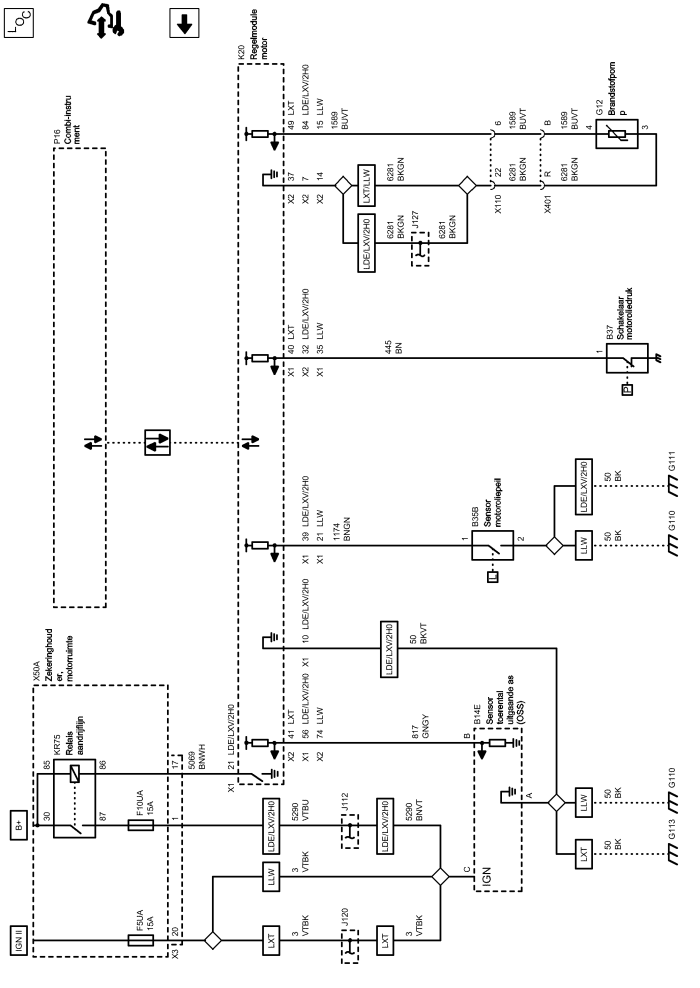 LOC
P16
Combi-instru
ment
K20
Regelmodule
motor
X50A
Zekeringhoud
er,
motorruimte
B+
IGN II
KR75
Relais
aandrijflijn
30
85
87
86
F10UA
15A
F5UA
15A
X3
20
1
17
5069
BNWH
X1
21 LDE/LXV/2H0
X2 41 LXT
X1 56 LDE/LXV/2H0
X2 74 LLW
X1 10 LDE/LXV/2H0
X1 39 LDE/LXV/2H0
X1 21 LLW
1174
BNGN
X1 40 LXT
X2 32 LDE/LXV/2H0
X1 35 LLW
445
BN
X2 37
X2 7
X2 14
49 LXT
84 LDE/LXV/2H0
15 LLW
1589
BUVT
LXT/LLW
LDE/LXV/2H0
6281
BKGN
6281
BKGN
J127
6281
BKGN
X110
22
6
6281
BKGN
1589
BUVT
X401
R
B
6281
BKGN
1589
BUVT
G12
Brandstofpom
p
4
3
B37
Schakelaar
motoroliedruk
1
P
B35B
Sensor
motoroliepeil
1
2
L
LLW
LDE/LXV/2H0
50
BK
50
BK
G110
G111
LDE/LXV/2H0
50
BKVT
817
GNGY
B14E
Sensor
toerental
uitgaande as
(OSS)
B
A
C
IGN
LXT
LLW
LDE/LXV/2H0
3
VTBK
3
VTBK
5290
VTBU
J120
J112
LXT
LDE/LXV/2H0
3
VTBK
5290
BNVT
LXT
LLW
50
BK
50
BK
G113
G110